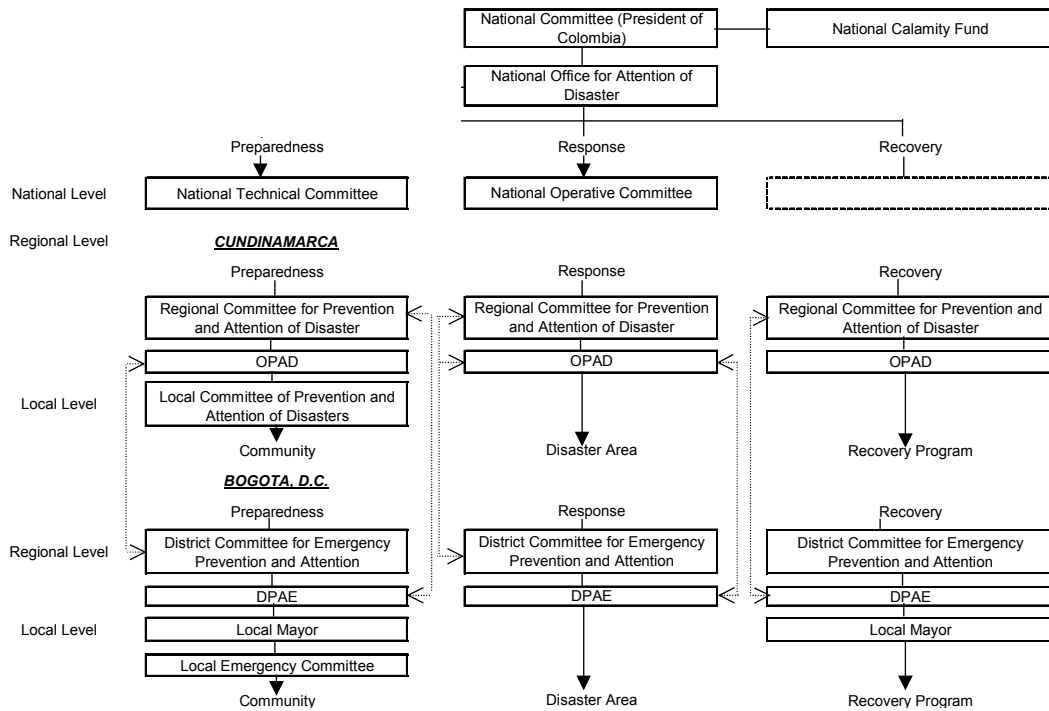 National Committee (President of
Colombia)
National Calamity Fund
National Office for Attention of
Disaster
Preparedness
Response
Recovery
National Level
National Technical Committee
National Operative Committee
Regional Level
CUNDINAMARCA
Preparedness
Response
Recovery
Regional Committee for Prevention
and Attention of Disaster
Regional Committee for Prevention
and Attention of Disaster
Regional Committee for Prevention and
Attention of Disaster
OPAD
OPAD
OPAD
Local Level
Local Committee of Prevention and
Attention of Disasters
Community
Disaster Area
Recovery Program
BOGOTA, D.C.
Preparedness
Response
Recovery
Regional Level
District Committee for Emergency
Prevention and Attention
District Committee for Emergency
Prevention and Attention
District Committee for Emergency
Prevention and Attention
DPAE
DPAE
DPAE
Local Level
Local Mayor
Local Mayor
Local Emergency Committee
Community
Disaster Area
Recovery Program